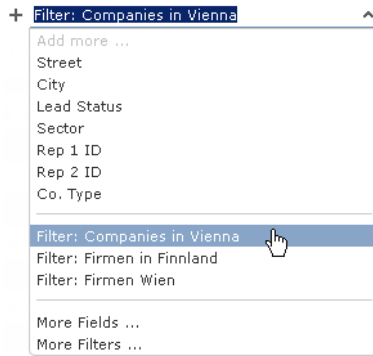 + Filter: Companies in Vienna
Add more ...
Street
City
Lead Status
Sector
Rep 1 ID
Rep 2 ID
Co. Type
Filter: Companies in Vienna
Filter: Firmen in Finnland
Filter: Firmen Wien
More Fields ...
More Filters ...